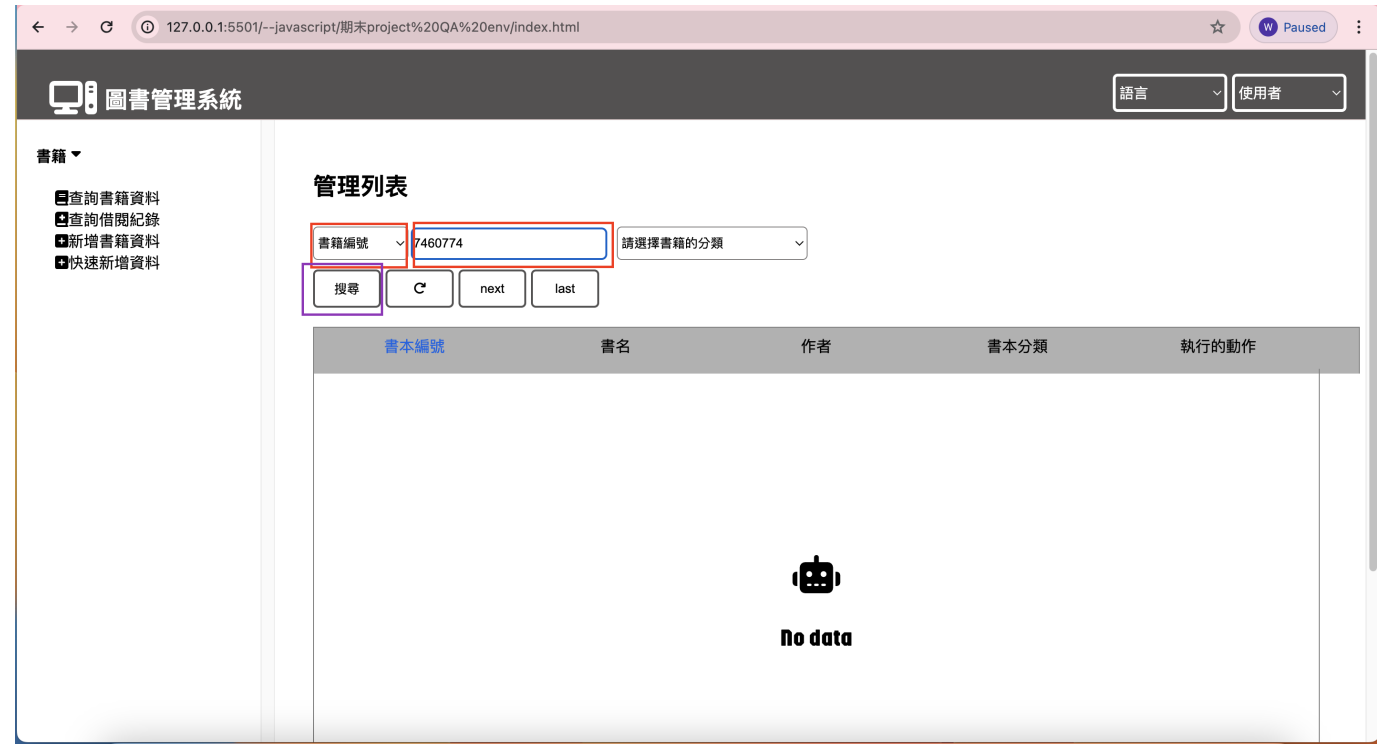 127.0.0.1:5501/--javascript/期末project%20QA%20env/index.html
W Paused
圖書管理系統
語言 使用者
書籍
查詢書籍資料
查詢借閱紀錄
新增書籍資料
快速新增資料
管理列表
書籍編號 7460774 請選擇書籍的分類
搜尋 next last
書本編號 書名 作者 書本分類 執行的動作
No data